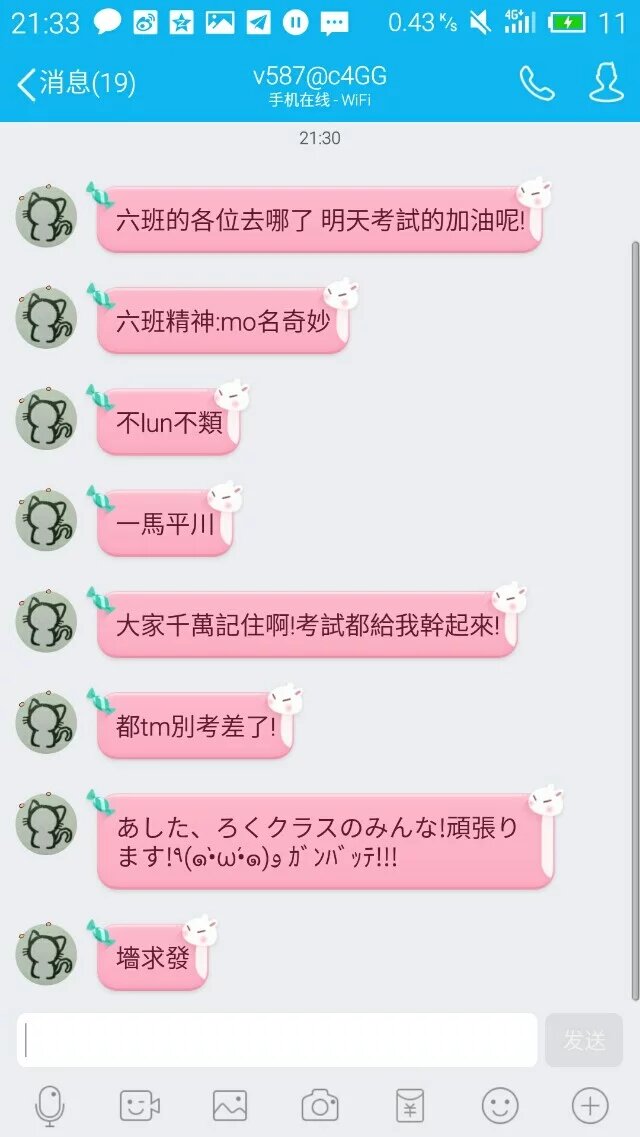 21:33
0.43 K/s
4G+
11
消息(19)
v587@c4GG
手机在线 - WiFi
21:30
六班的各位去哪了 明天考試的加油呢!
六班精神:mo名奇妙
不lun不類
一馬平川
大家千萬記住啊!考試都給我幹起來!
都tm別考差了!
あした、ろくクラスのみんな!頑張り
ます!٩(๑•̀ω•́๑)۶ ｶﾞﾝﾊﾞｯﾃ!!!
墻求發
发送